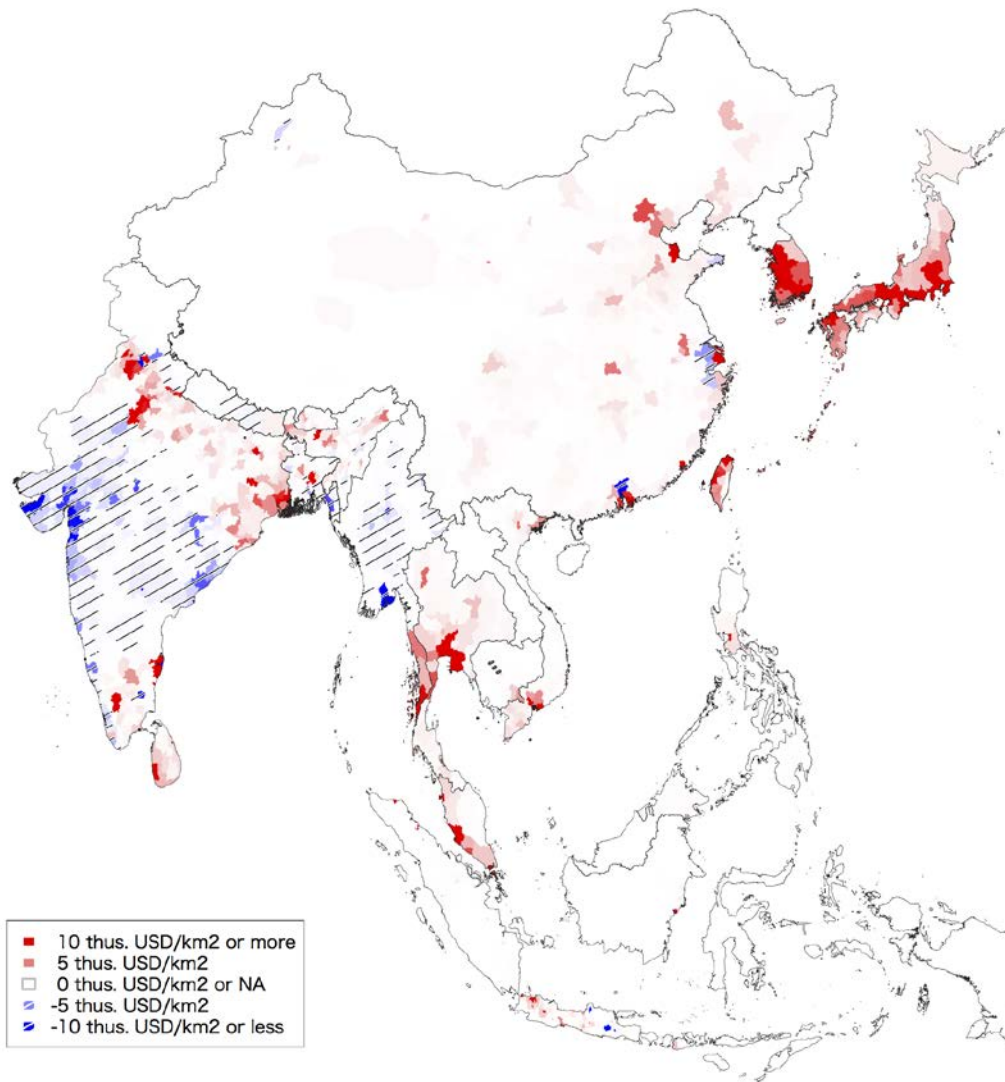 10 thus. USD/km2 or more
5 thus. USD/km2
0 thus. USD/km2 or NA
-5 thus. USD/km2
-10 thus. USD/km2 or less